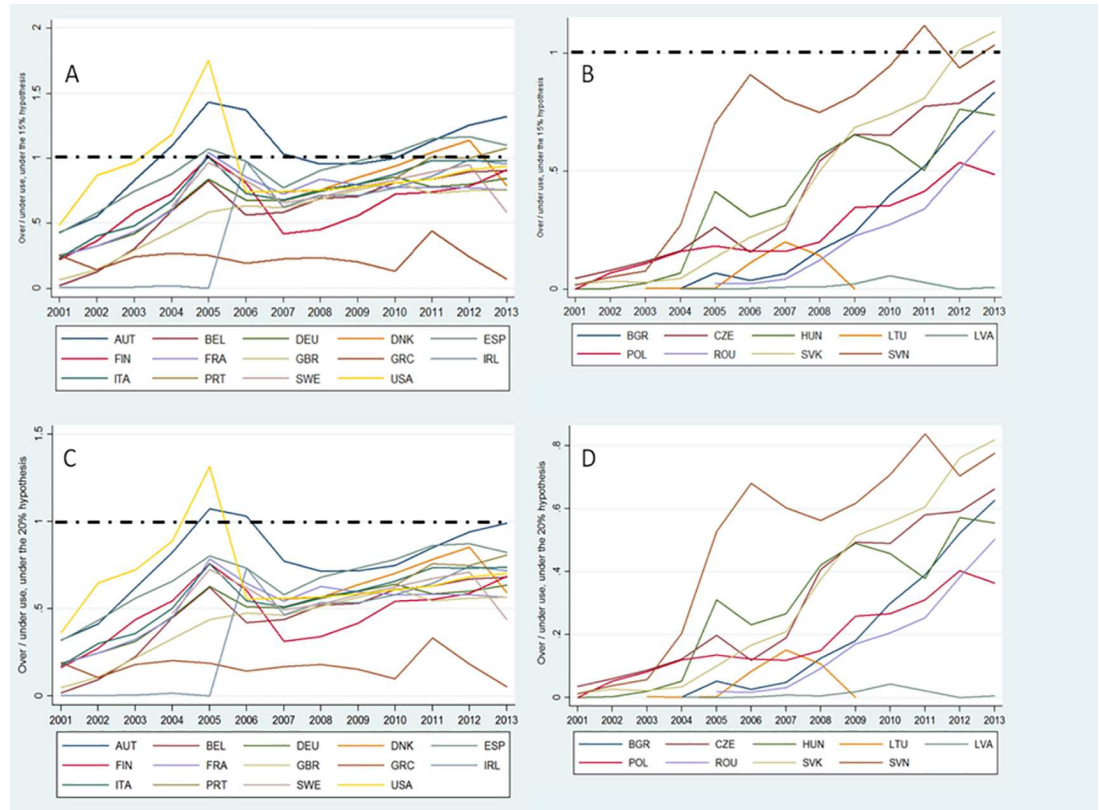 A
Over / under use, under the 15% hypothesis
2
1.5
1
.5
0
2001 2002 2003 2004 2005 2006 2007 2008 2009 2010 2011 2012 2013
AUT BEL DEU DNK ESP
FIN FRA GBR GRC IRL
ITA PRT SWE USA
B
Over / under use, under the 15% hypothesis
1
.5
0
2001 2002 2003 2004 2005 2006 2007 2008 2009 2010 2011 2012 2013
BGR CZE HUN LTU LVA
POL ROU SVK SVN
C
Over / under use, under the 20% hypothesis
1.5
1
.5
0
2001 2002 2003 2004 2005 2006 2007 2008 2009 2010 2011 2012 2013
AUT BEL DEU DNK ESP
FIN FRA GBR GRC IRL
ITA PRT SWE USA
D
Over / under use, under the 20% hypothesis
.8
.6
.4
.2
0
2001 2002 2003 2004 2005 2006 2007 2008 2009 2010 2011 2012 2013
BGR CZE HUN LTU LVA
POL ROU SVK SVN